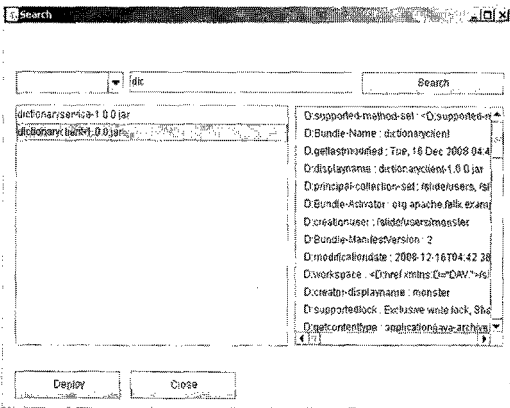 Search
dic
Search
dictionaryservice-1.0.0.jar
dictionaryclient-1.0.0.jar
D:supported-method-set : <D:supported-m
D:Bundle-Name : dictionaryclient
D:getlastmodified : Tue, 16 Dec 2008 04:4
D:displayname : dictionaryclient-1.0.0.jar
D:principal-collection-set : /slide/users, /sl
D:Bundle-Activator : org.apache.felix.examp
D:creationuser : /slide/users/monster
D:Bundle-ManifestVersion : 2
D:modificationdate : 2008-12-16T04:42:38
D:workspace : <D:href xmlns:D="DAV:">/sl
D:creator-displayname : monster
D:supportedlock : Exclusive write lock, Sha
D:getcontenttype : application/java-archive
Deploy
Close